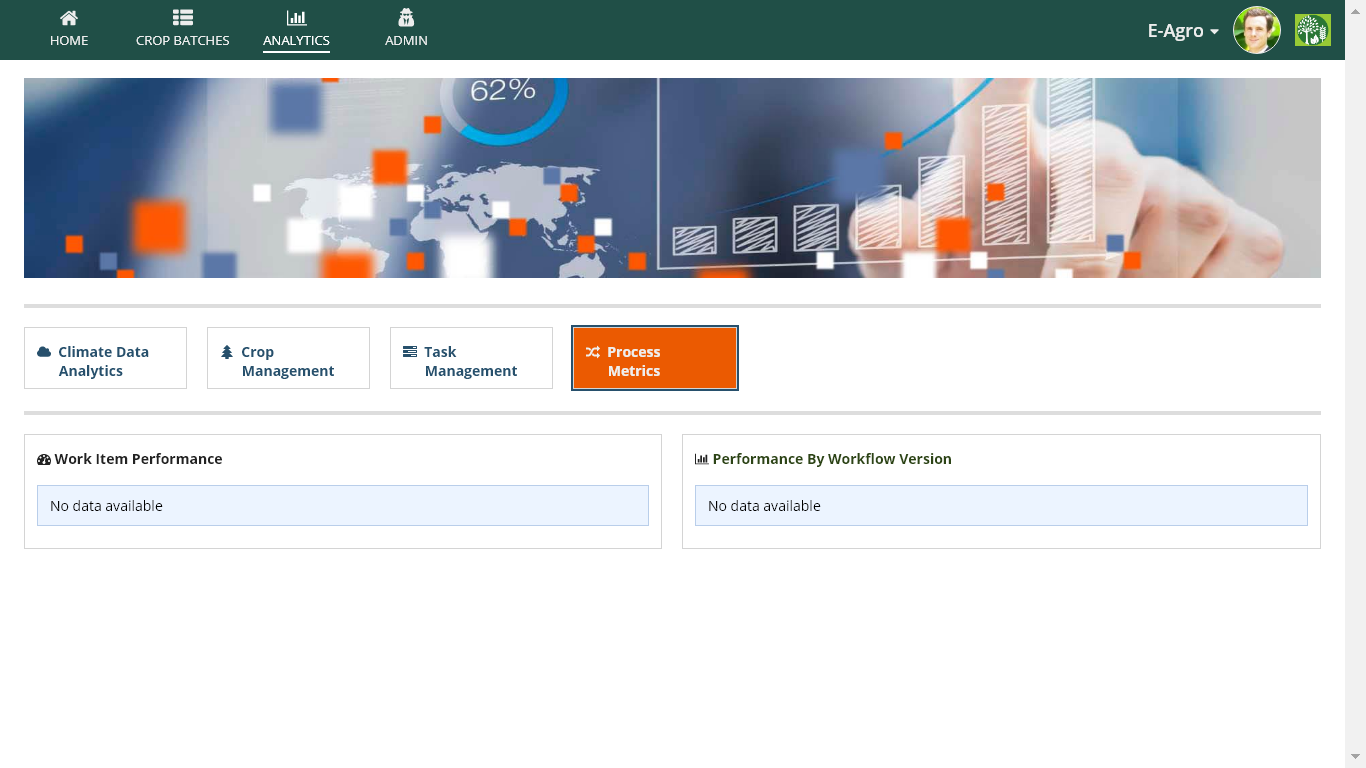 HOME
CROP BATCHES
ANALYTICS
ADMIN
E-Agro
62%
Climate Data
Analytics
Crop
Management
Task
Management
Process
Metrics
Work Item Performance
Performance By Workflow Version
No data available
No data available